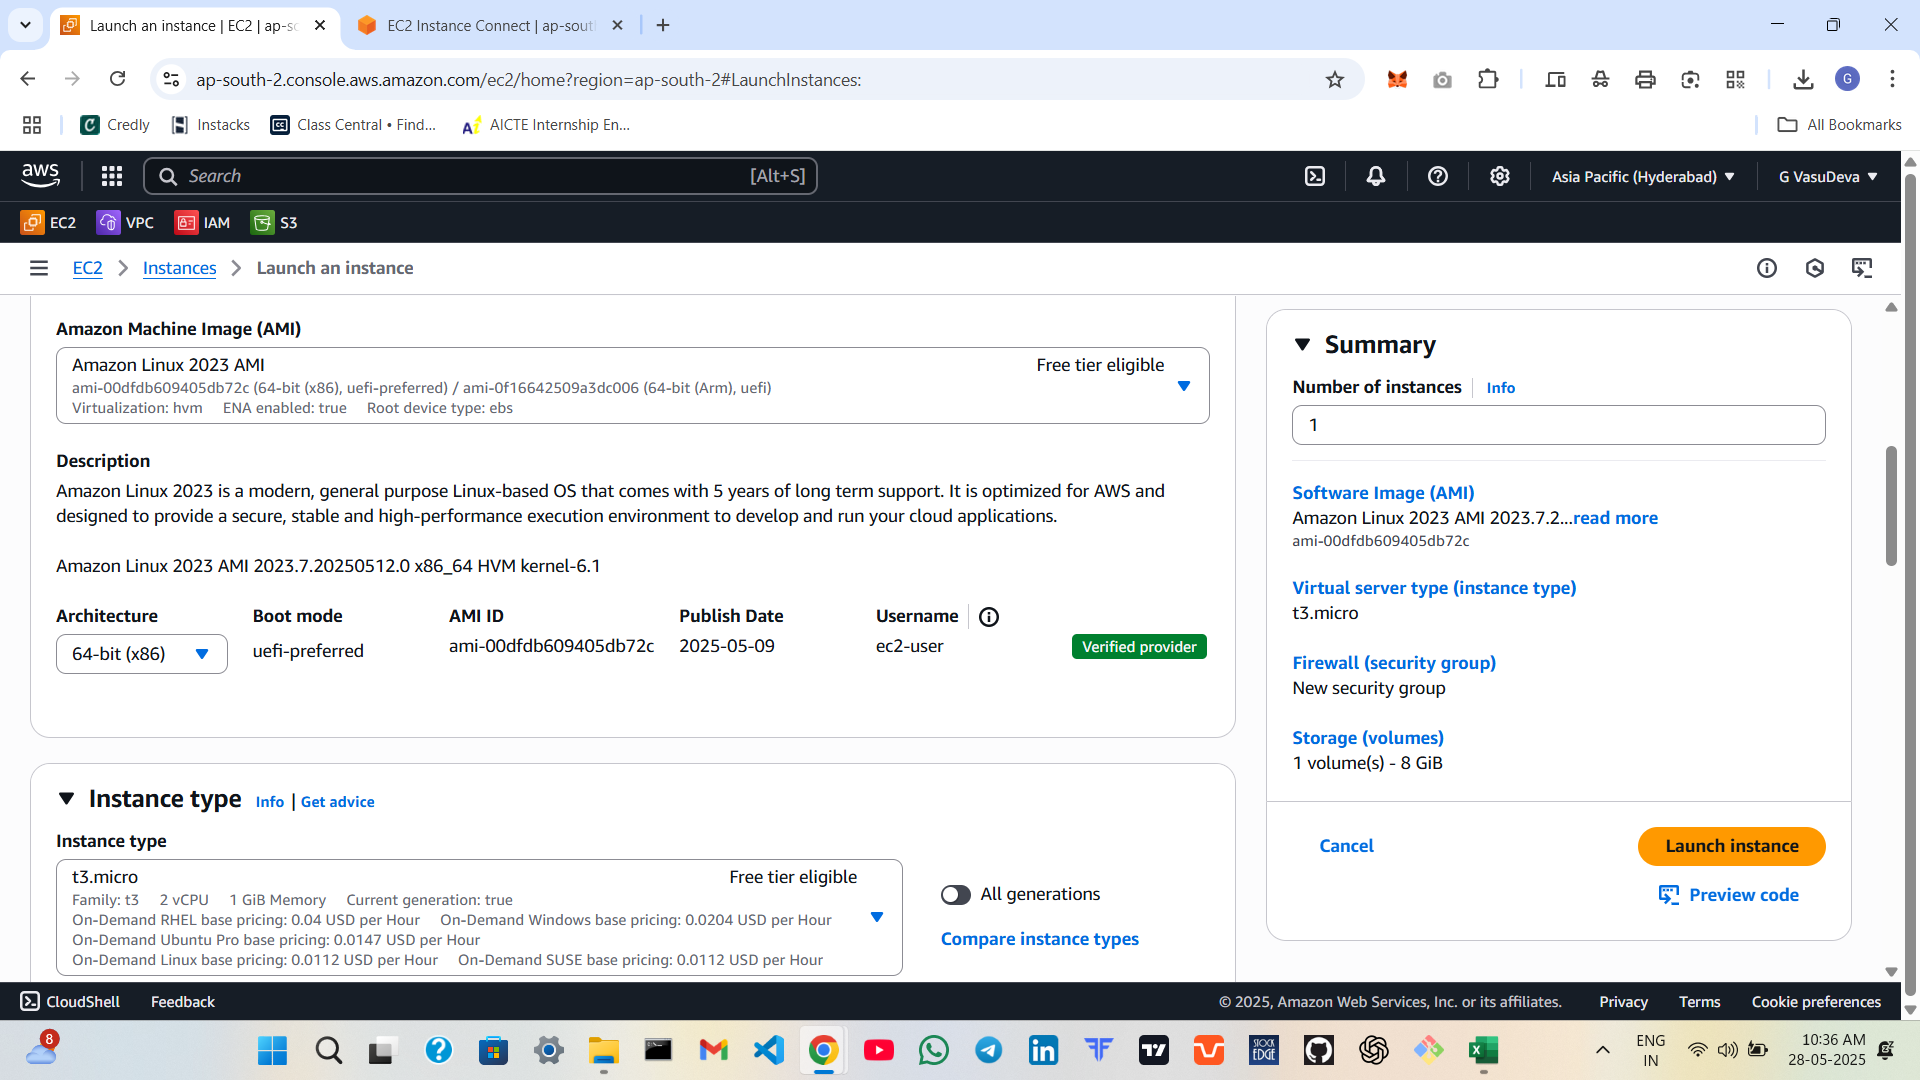 Launch an instance | EC2 | ap-so
EC2 Instance Connect | ap-sout
ap-south-2.console.aws.amazon.com/ec2/home?region=ap-south-2#LaunchInstances:
G
Credly
Instacks
Class Central • Find...
AICTE Internship En...
All Bookmarks
aws
Search
[Alt+S]
Asia Pacific (Hyderabad)
G VasuDeva
EC2
VPC
IAM
S3
EC2
Instances
Launch an instance
Amazon Machine Image (AMI)
Amazon Linux 2023 AMI
Free tier eligible
ami-00dfdb609405db72c (64-bit (x86), uefi-preferred) / ami-0f16642509a3dc006 (64-bit (Arm), uefi)
Virtualization: hvm ENA enabled: true Root device type: ebs
Description
Amazon Linux 2023 is a modern, general purpose Linux-based OS that comes with 5 years of long term support. It is optimized for AWS and
designed to provide a secure, stable and high-performance execution environment to develop and run your cloud applications.
Amazon Linux 2023 AMI 2023.7.20250512.0 x86_64 HVM kernel-6.1
Architecture Boot mode AMI ID Publish Date Username
64-bit (x86) uefi-preferred ami-00dfdb609405db72c 2025-05-09 ec2-user Verified provider
Instance type Info | Get advice
Instance type
t3.micro
Free tier eligible
Family: t3 2 vCPU 1 GiB Memory Current generation: true
On-Demand RHEL base pricing: 0.04 USD per Hour On-Demand Windows base pricing: 0.0204 USD per Hour
On-Demand Ubuntu Pro base pricing: 0.0147 USD per Hour
On-Demand Linux base pricing: 0.0112 USD per Hour On-Demand SUSE base pricing: 0.0112 USD per Hour
All generations
Compare instance types
Summary
Number of instances Info
1
Software Image (AMI)
Amazon Linux 2023 AMI 2023.7.2...read more
ami-00dfdb609405db72c
Virtual server type (instance type)
t3.micro
Firewall (security group)
New security group
Storage (volumes)
1 volume(s) - 8 GiB
Cancel
Launch instance
Preview code
CloudShell
Feedback
© 2025, Amazon Web Services, Inc. or its affiliates.
Privacy
Terms
Cookie preferences
8
STOCK
EDGE
ENG
IN
10:36 AM
28-05-2025